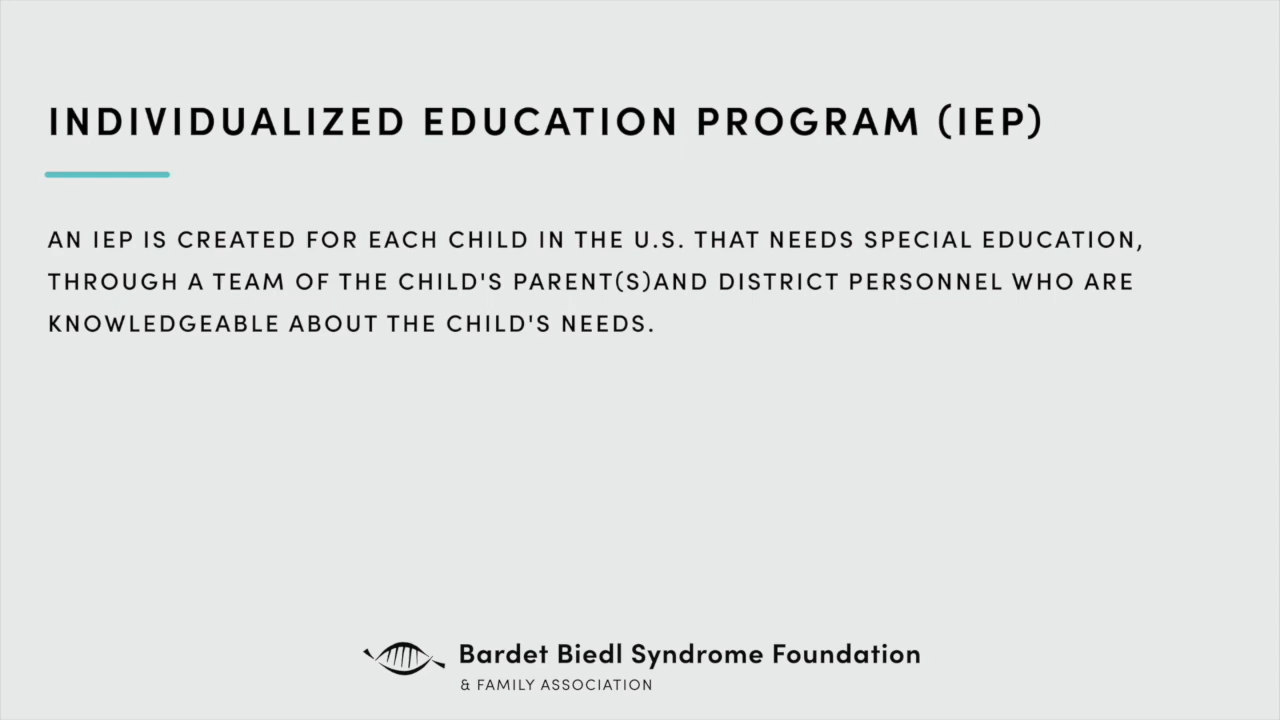 INDIVIDUALIZED EDUCATION PROGRAM (IEP)
AN IEP IS CREATED FOR EACH CHILD IN THE U.S. THAT NEEDS SPECIAL EDUCATION,
THROUGH A TEAM OF THE CHILD'S PARENT(S)AND DISTRICT PERSONNEL WHO ARE
KNOWLEDGEABLE ABOUT THE CHILD'S NEEDS.
Bardet Biedl Syndrome Foundation
& FAMILY ASSOCIATION